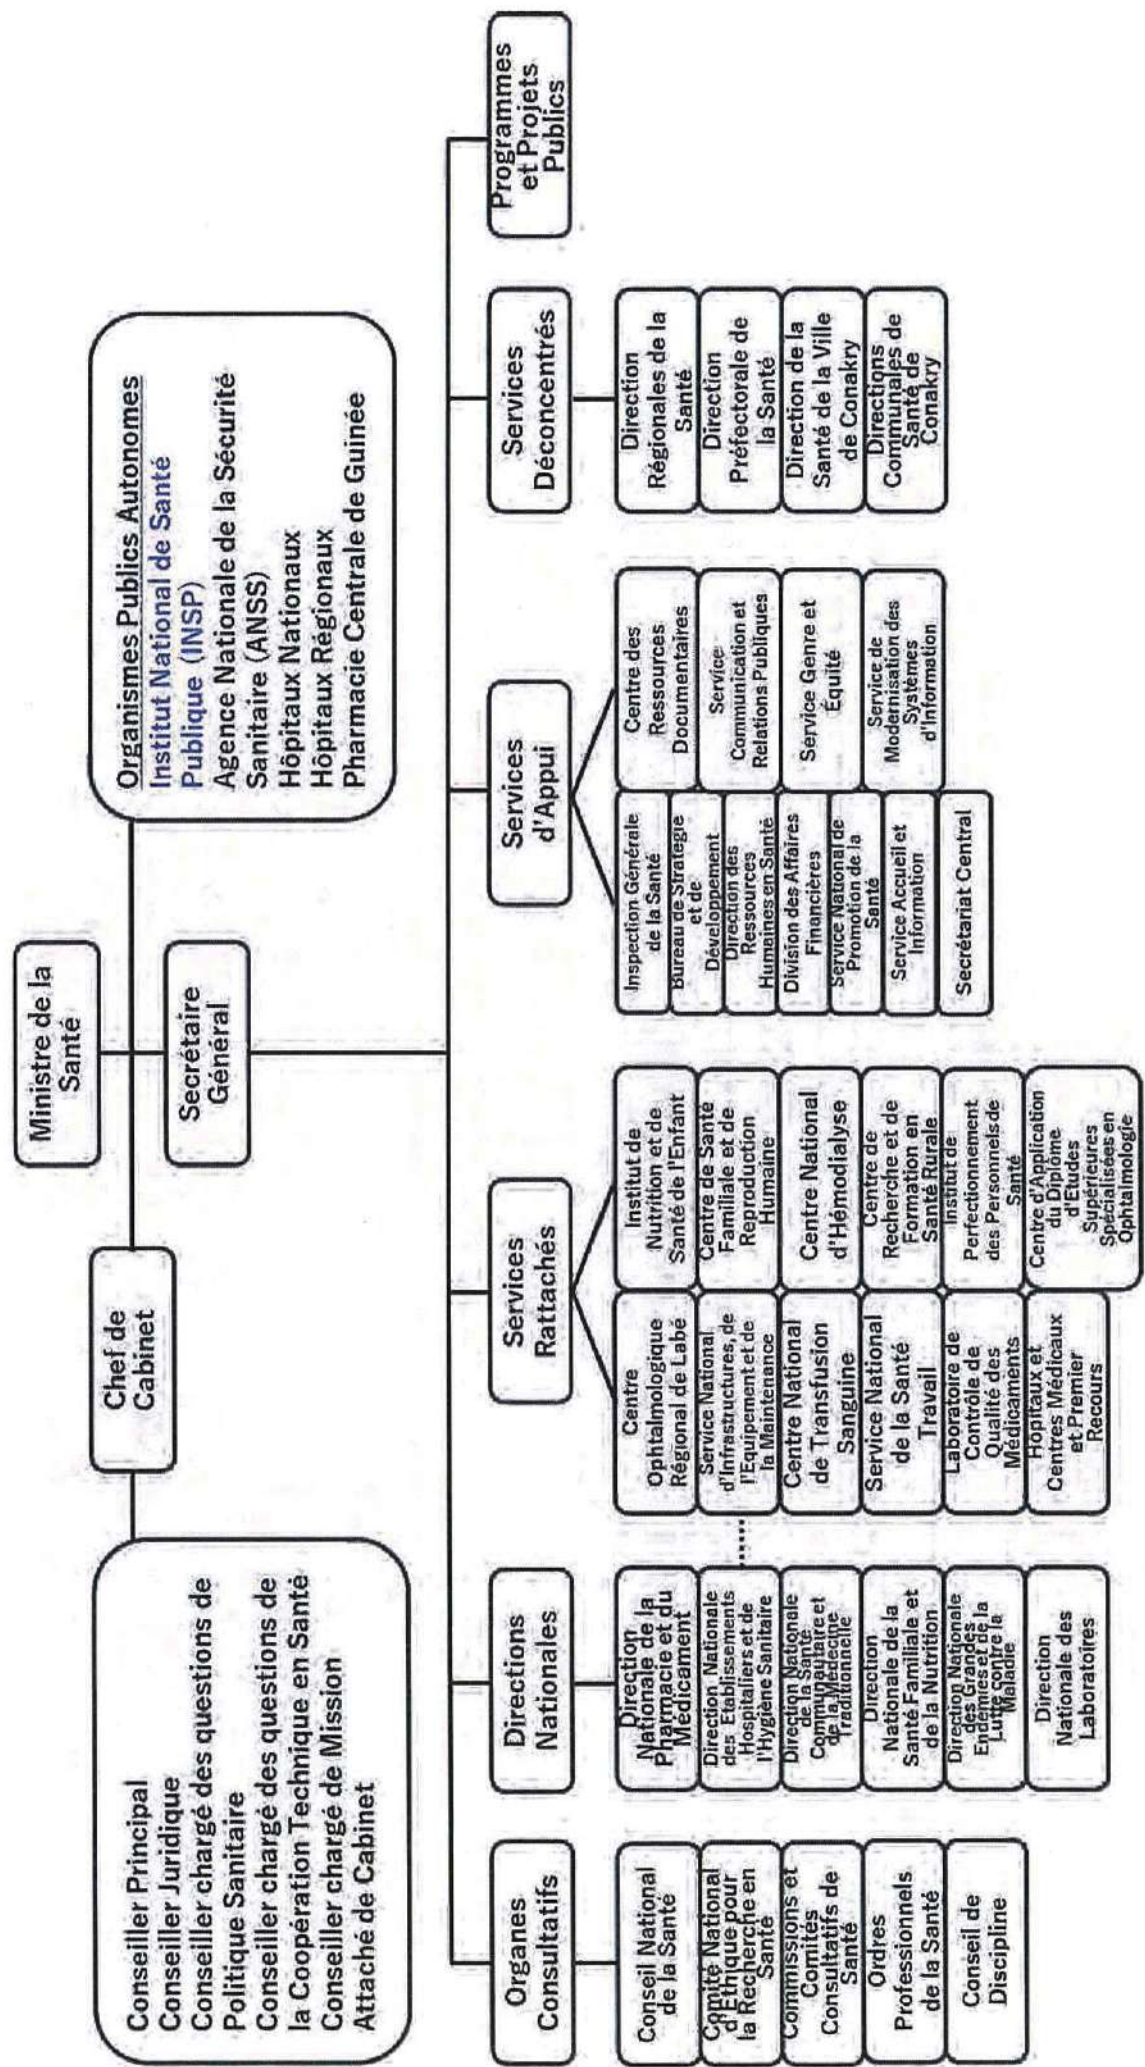 Ministre de la
Santé
Chef de
Cabinet
Secrétaire
Général
Conseiller Principal
Conseiller Juridique
Conseiller chargé des questions de
Politique Sanitaire
Conseiller chargé des questions de
la Coopération Technique en Santé
Conseiller chargé de Mission
Attaché de Cabinet
Organismes Publics Autonomes
Institut National de Santé
Publique (INSP)
Agence Nationale de la Sécurité
Sanitaire (ANSS)
Hôpitaux Nationaux
Hôpitaux Régionaux
Pharmacie Centrale de Guinée
Organes
Consultatifs
Conseil National
de la Santé
Comité National
d'Ethique pour
la Recherche en
Santé
Commissions et
Comités
Consultatifs de
Santé
Ordres
Professionnels
de la Santé
Conseil de
Discipline
Directions
Nationales
Direction
Nationale de la
Pharmacie et du
Médicament
Direction Nationale
des Etablissements
Hospitaliers et de
l'Hygiène Sanitaire
Direction Nationale
de la Santé
Communautaire et
de la Médecine
Traditionnelle
Direction
Nationale de la
Santé Familiale et
de la Nutrition
Direction Nationale
des Grandes
Endémies et de la
Lutte contre la
Maladie
Direction
Nationale des
Laboratoires
Services
Rattachés
Centre
Ophtalmologique
Régional de Labé
Service National
d'Infrastructures, de
l'Equipement et de
la Maintenance
Centre National
de Transfusion
Sanguine
Service National
de la Santé
Travail
Laboratoire de
Contrôle de
Qualité des
Médicaments
Hôpitaux et
Centres Médicaux
et Premier
Recours
Institut de
Nutrition et de
Santé de l'Enfant
Centre de Santé
Familiale et de
Reproduction
Humaine
Centre National
d'Hémodialyse
Centre de
Recherche et de
Formation en
Santé Rurale
Institut de
Perfectionnement
des Personnels de
Santé
Centre d'Application
du Diplôme
d'Etudes
Supérieures
Spécialisées en
Ophtalmologie
Services
d'Appui
Inspection Générale
de la Santé
Bureau de Strategie
et de
Développement
Direction des
Ressources
Humaines en Santé
Division des Affaires
Financières
Service National de
Promotion de la
Santé
Service Accueil et
Information
Secrétariat Central
Centre des
Ressources
Documentaires
Service
Communication et
Relations Publiques
Service Genre et
Équité
Service de
Modernisation des
Systèmes
d'Information
Services
Déconcentrés
Direction
Régionales de la
Santé
Direction
Préfectorale de
la Santé
Direction de la
Santé de la Ville
de Conakry
Directions
Communales de
Santé de
Conakry
Programmes
et Projets
Publics